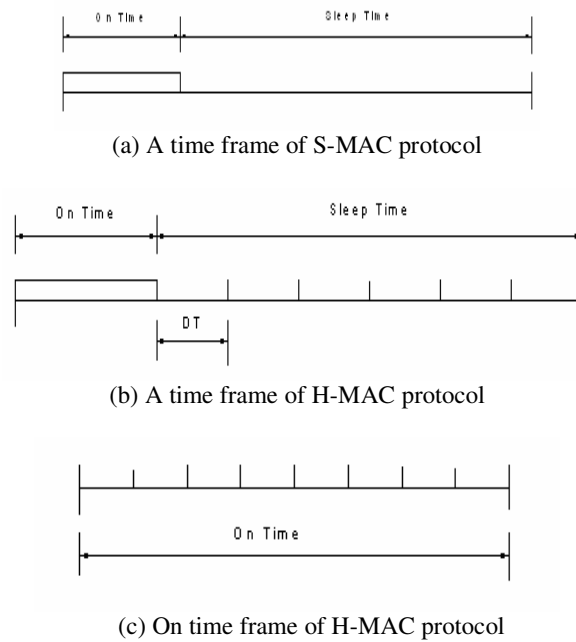 On Time Sleep Time
(a) A time frame of S-MAC protocol
On Time Sleep Time
DT
(b) A time frame of H-MAC protocol
On Time
(c) On time frame of H-MAC protocol